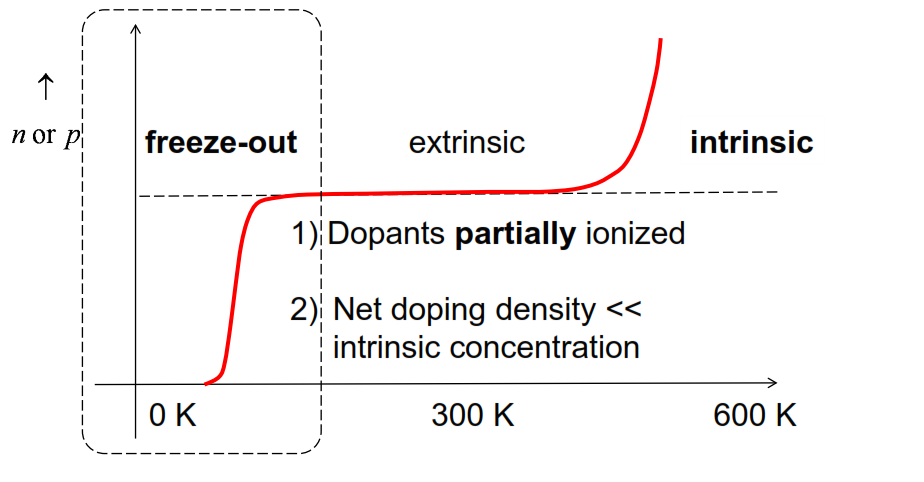 ↑
n or p
freeze-out extrinsic intrinsic
1) Dopants partially ionized
2) Net doping density <<
intrinsic concentration
0 K 300 K 600 K